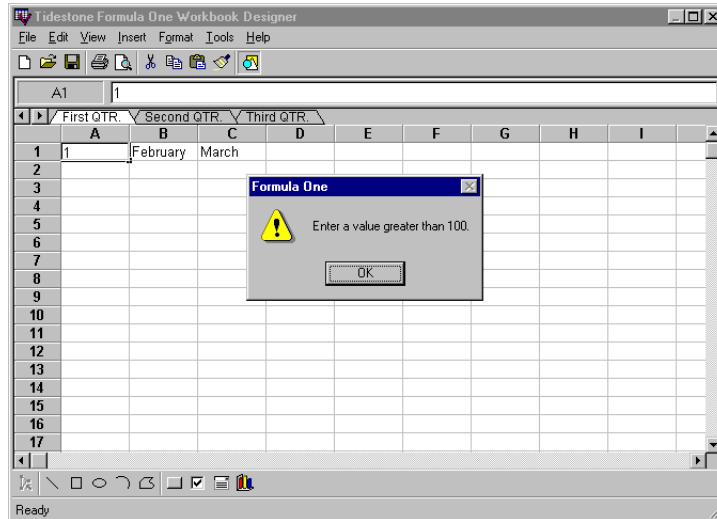 Tidestone Formula One Workbook Designer
File Edit View Insert Format Tools Help
A1 1
First QTR. Second QTR. Third QTR.
A B C D E F G H I
1 1 February March
2
3
Formula One
4
5 Enter a value greater than 100.
6
7
OK
8
9
10
11
12
13
14
15
16
17
Ready